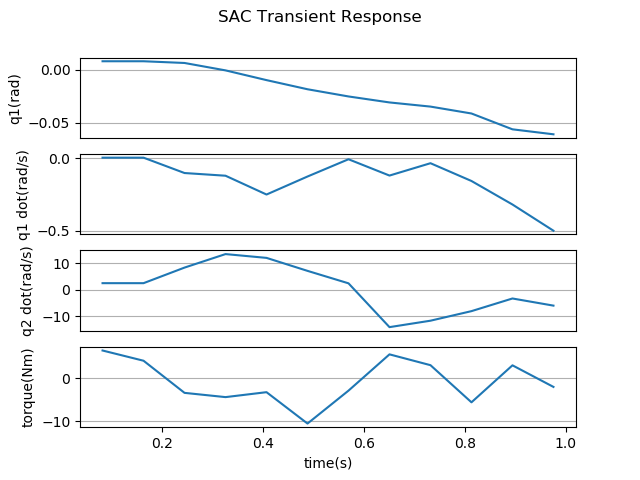 SAC Transient Response
q1(rad)
0.00
−0.05
q1 dot(rad/s)
0.0
−0.5
q2 dot(rad/s)
10
0
−10
torque(Nm)
0
−10
0.2 0.4 0.6 0.8 1.0
time(s)